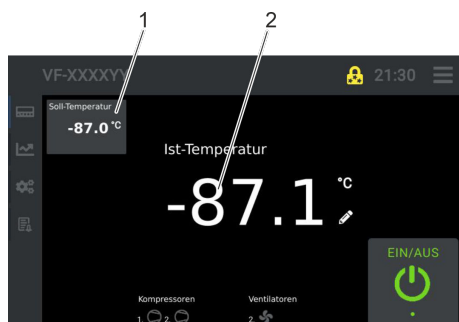 1 2
VF-XXXXYY
21:30
Soll-Temperatur
-87.0 °C
Ist-Temperatur
-87.1 °C
EIN/AUS
Kompressoren Ventilatoren
1. 2. 2.